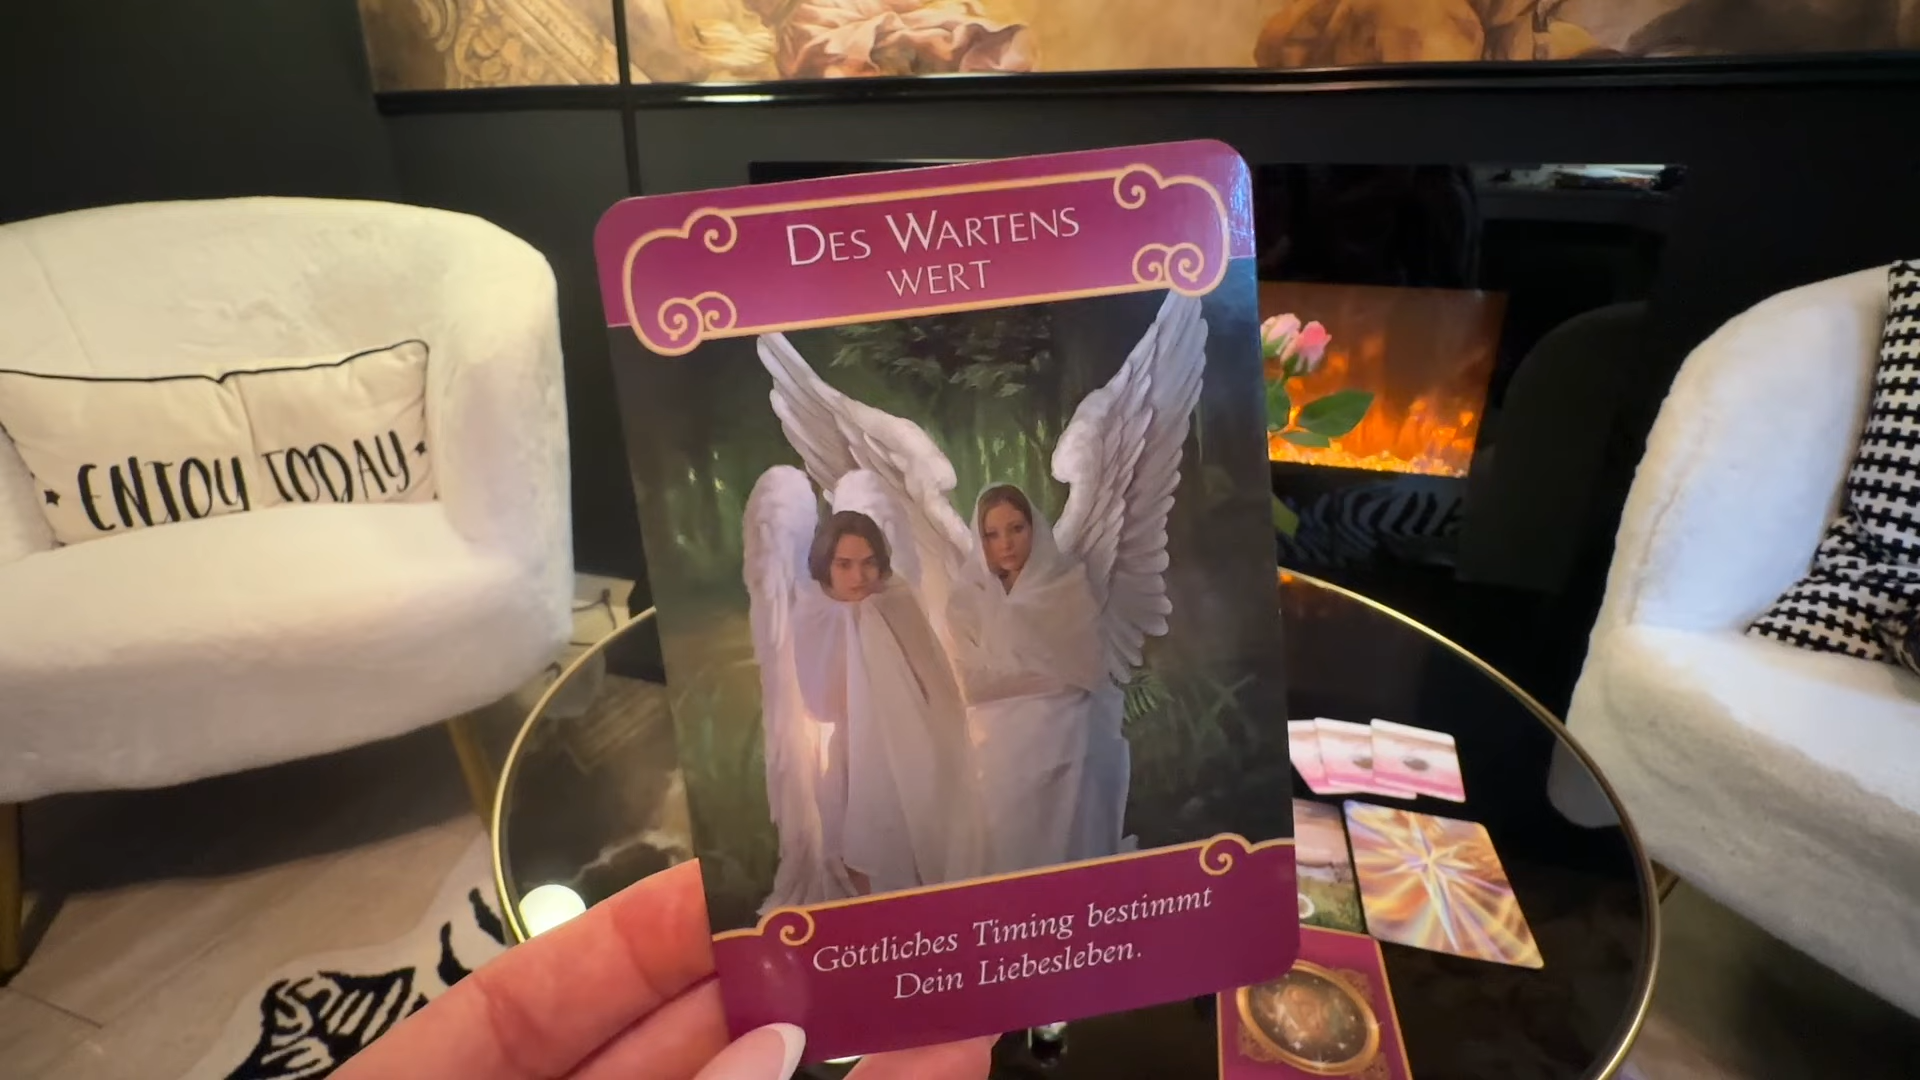 DES WARTENS
WERT
ENJOY TODAY
Göttliches Timing bestimmt
Dein Liebesleben.